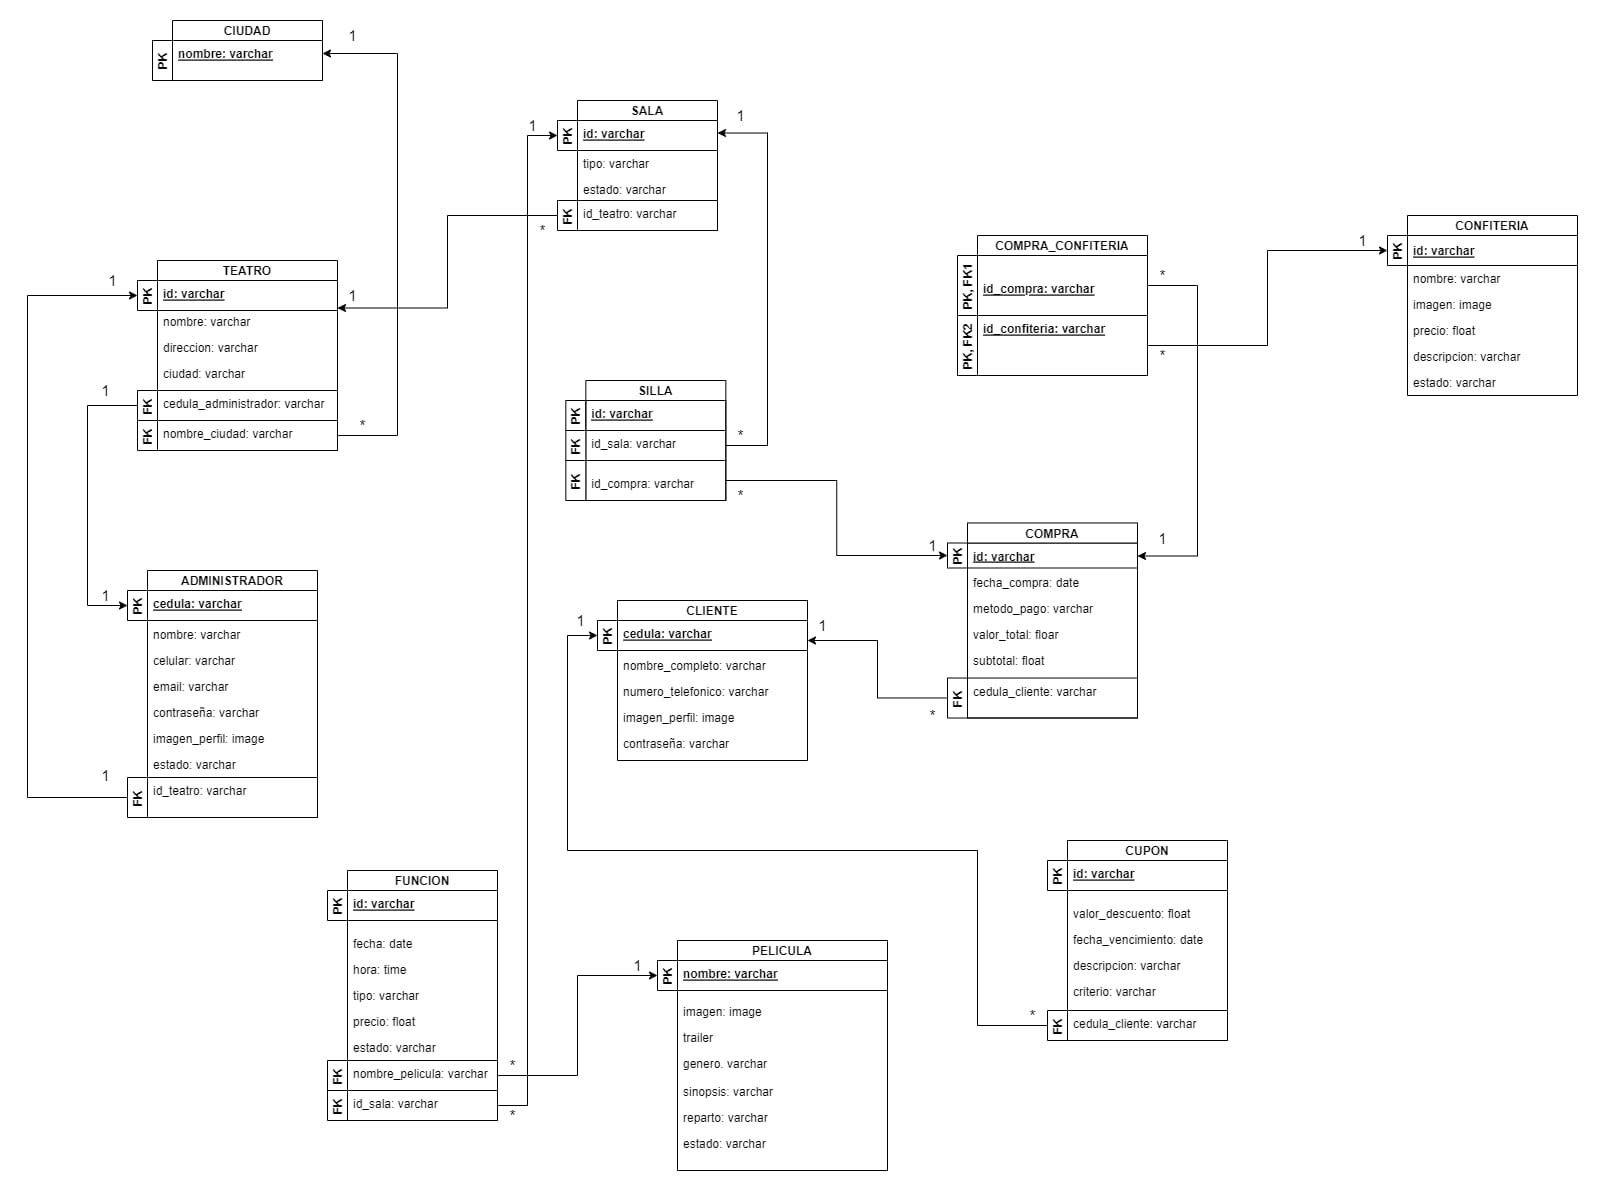 CIUDAD
PK
nombre: varchar
1
SALA
PK
id: varchar
tipo: varchar
estado: varchar
FK
id_teatro: varchar
1
1
*
TEATRO
PK
id: varchar
nombre: varchar
direccion: varchar
ciudad: varchar
FK
cedula_administrador: varchar
FK
nombre_ciudad: varchar
1
1
1
*
COMPRA_CONFITERIA
PK, FK1
id_compra: varchar
PK, FK2
id_confiteria: varchar
*
*
CONFITERIA
PK
id: varchar
nombre: varchar
imagen: image
precio: float
descripcion: varchar
estado: varchar
1
SILLA
PK
id: varchar
FK
id_sala: varchar
FK
id_compra: varchar
*
*
COMPRA
PK
id: varchar
fecha_compra: date
metodo_pago: varchar
valor_total: floar
subtotal: float
FK
cedula_cliente: varchar
1
1
*
ADMINISTRADOR
PK
cedula: varchar
nombre: varchar
celular: varchar
email: varchar
contraseña: varchar
imagen_perfil: image
estado: varchar
FK
id_teatro: varchar
1
1
CLIENTE
PK
cedula: varchar
nombre_completo: varchar
numero_telefonico: varchar
imagen_perfil: image
contraseña: varchar
1
1
CUPON
PK
id: varchar
valor_descuento: float
fecha_vencimiento: date
descripcion: varchar
criterio: varchar
FK
cedula_cliente: varchar
*
FUNCION
PK
id: varchar
fecha: date
hora: time
tipo: varchar
precio: float
estado: varchar
FK
nombre_pelicula: varchar
FK
id_sala: varchar
*
*
PELICULA
PK
nombre: varchar
imagen: image
trailer
genero. varchar
sinopsis: varchar
reparto: varchar
estado: varchar
1